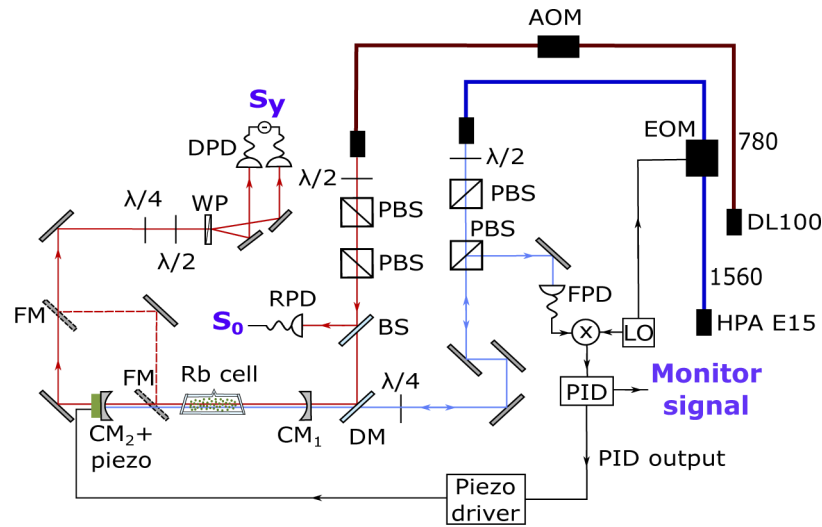 AOM
Sy
DPD
EOM
780
λ/2
λ/2
λ/4
WP
PBS
PBS
λ/2
PBS
PBS
DL100
1560
RPD
FPD
FM
S₀
BS
X
LO
HPA E15
FM
Rb cell
λ/4
PID
Monitor
signal
CM₂+
piezo
CM₁
DM
PID output
Piezo
driver